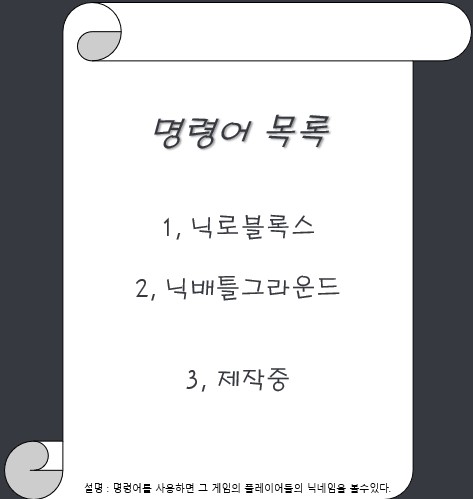 명령어 목록
1, 닉로블록스
2, 닉배틀그라운드
3, 제작중
설명 : 명령어를 사용하면 그 게임의 플레이어들의 닉네임을 볼수있다.